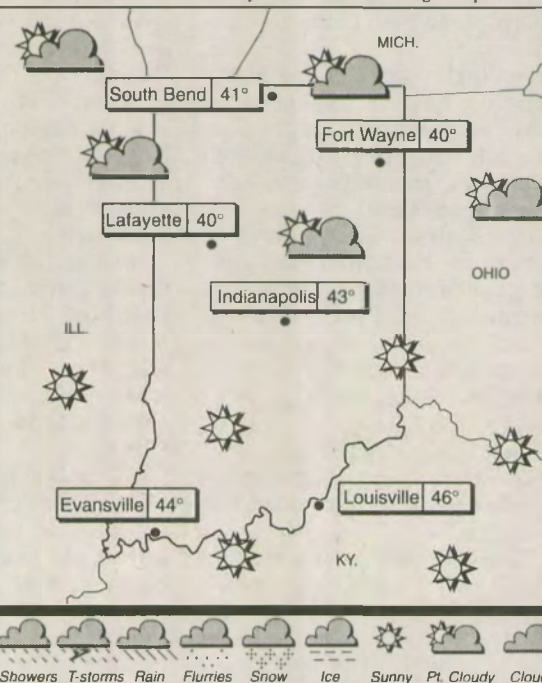 MICH.
South Bend 41°
Fort Wayne 40°
Lafayette 40°
OHIO
Indianapolis 43°
ILL.
Evansville 44°
Louisville 46°
KY.
Showers T-storms Rain Flurries Snow Ice Sunny Pt. Cloudy